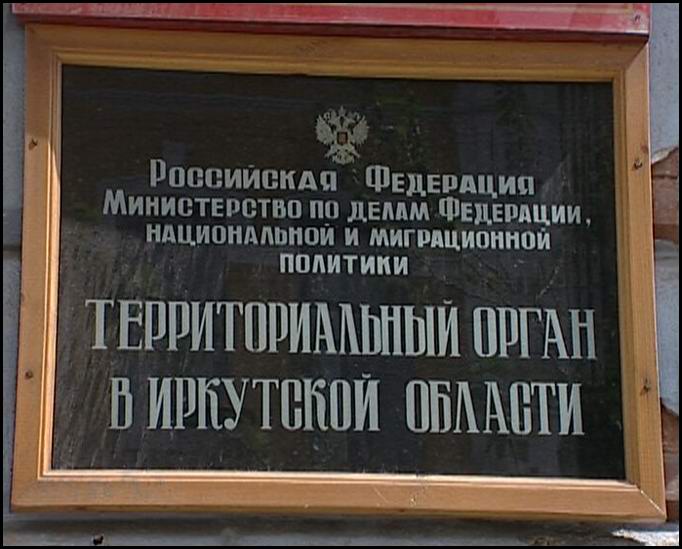 Российская Федерация
Министерство по делам Федерации,
национальной и миграционной
политики
ТЕРРИТОРИАЛЬНЫЙ ОРГАН
В ИРКУТСКОЙ ОБЛАСТИ